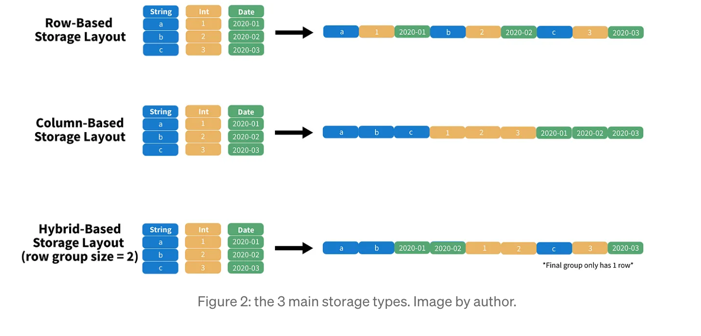 Row-Based
Storage Layout
String Int Date
a 1 2020-01
b 2 2020-02
c 3 2020-03
a 1 2020-01 b 2 2020-02 c 3 2020-03
Column-Based
Storage Layout
String Int Date
a 1 2020-01
b 2 2020-02
c 3 2020-03
a b c 1 2 3 2020-01 2020-02 2020-03
Hybrid-Based
Storage Layout
(row group size = 2)
String Int Date
a 1 2020-01
b 2 2020-02
c 3 2020-03
a b 2020-01 2020-02 1 2 c 3 2020-03
*Final group only has 1 row*
Figure 2: the 3 main storage types. Image by author.